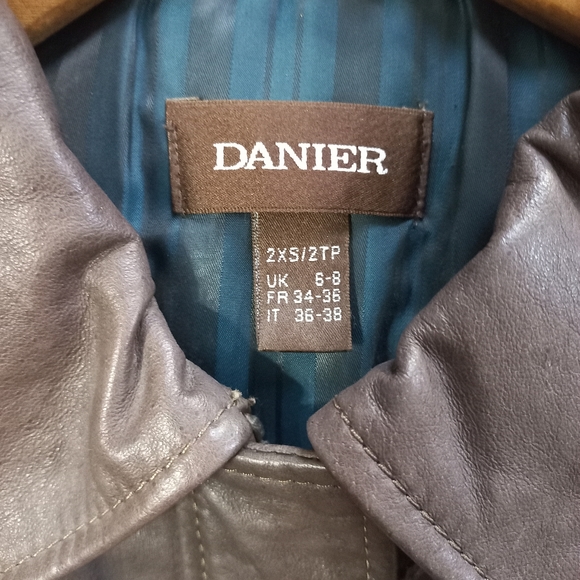 DANIER
2XS/2TP
UK 6-8
FR 34-36
IT 36-38